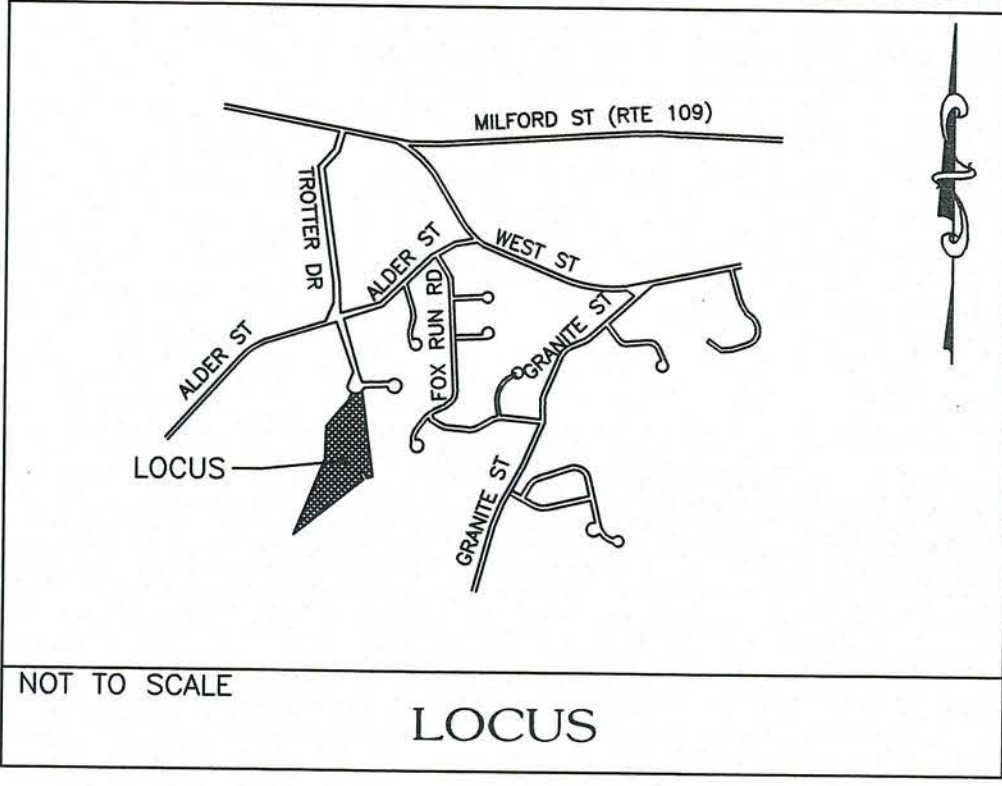 MILFORD ST (RTE 109)
TROTTER DR
ALDER ST
WEST ST
ALDER ST
FOX RUN RD
GRANITE ST
LOCUS
GRANITE ST
NOT TO SCALE
LOCUS